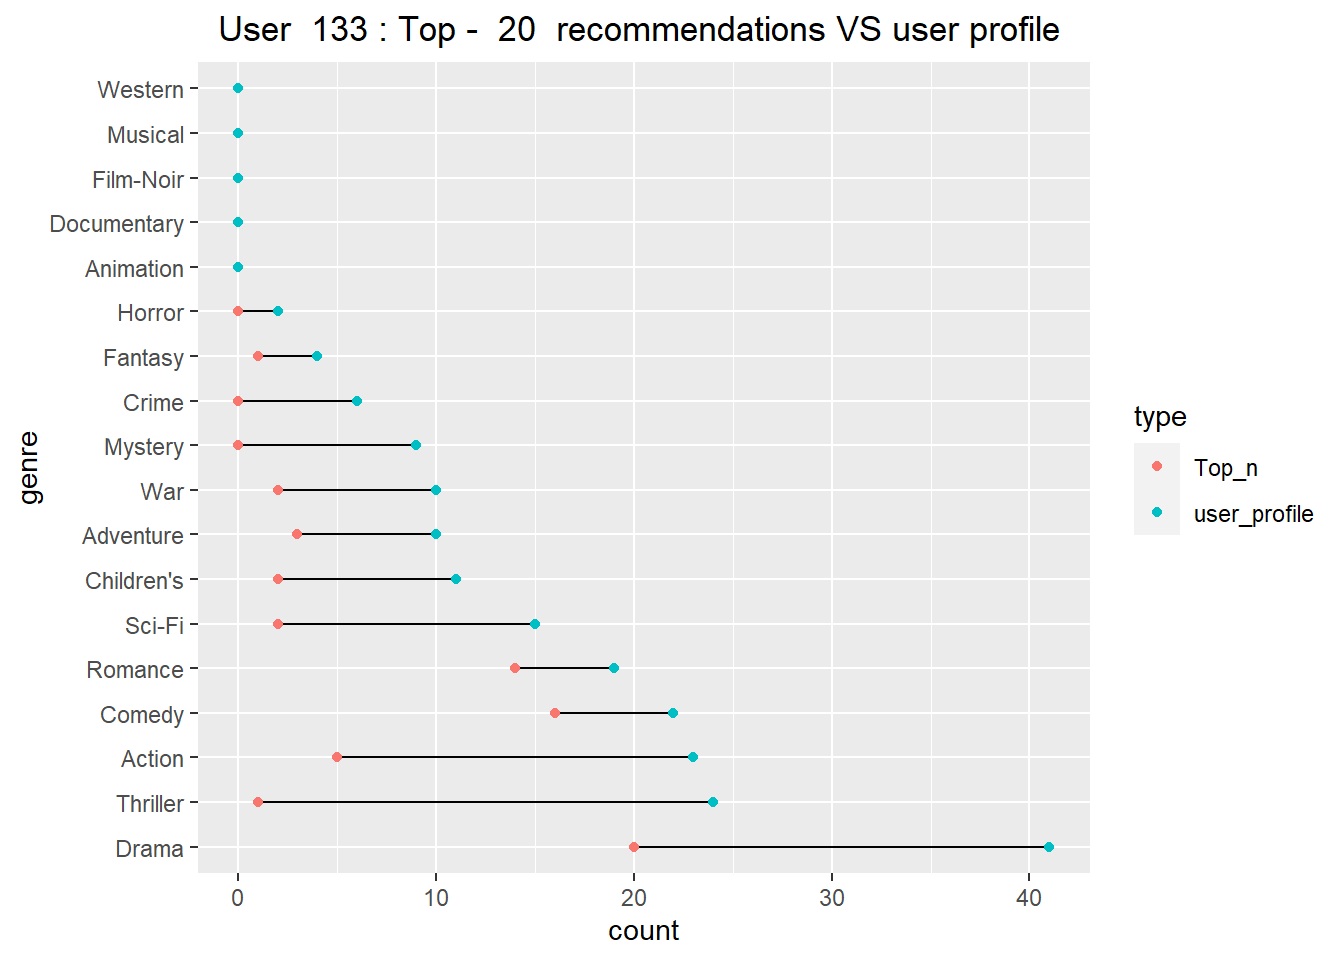 User  133 : Top -  20  recommendations VS user profile
Western
Musical
Film-Noir
Documentary
Animation
Horror
Fantasy
Crime
Mystery
War
Adventure
Children's
Sci-Fi
Romance
Comedy
Action
Thriller
Drama
genre
0 10 20 30 40
count
type
Top_n
user_profile